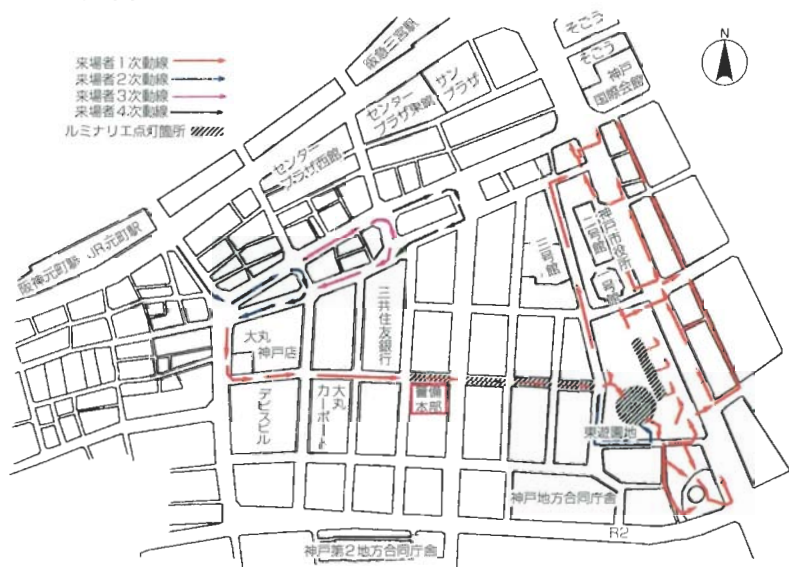 来場者1次動線
来場者2次動線
来場者3次動線
来場者4次動線
ルミナリエ点灯箇所
N
そごう
そごう
神戸
国際会館
阪急三宮駅
サン
プラザ
センター
プラザ東館
センター
プラザ西館
JR元町駅
阪神元町駅
神戸市役所
二号館
一号館
三号館
三井住友銀行
大丸
神戸店
大丸
カーポート
デビスビル
警備
本部
東遊園地
神戸地方合同庁舎
R2
神戸第2地方合同庁舎